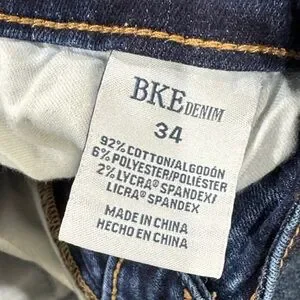 BKE DENIM
34
92% COTTON/ALGODÓN
6% POLYESTER/POLIÉSTER
2% LYCRA® SPANDEX/
LICRA® SPANDEX
MADE IN CHINA
HECHO EN CHINA